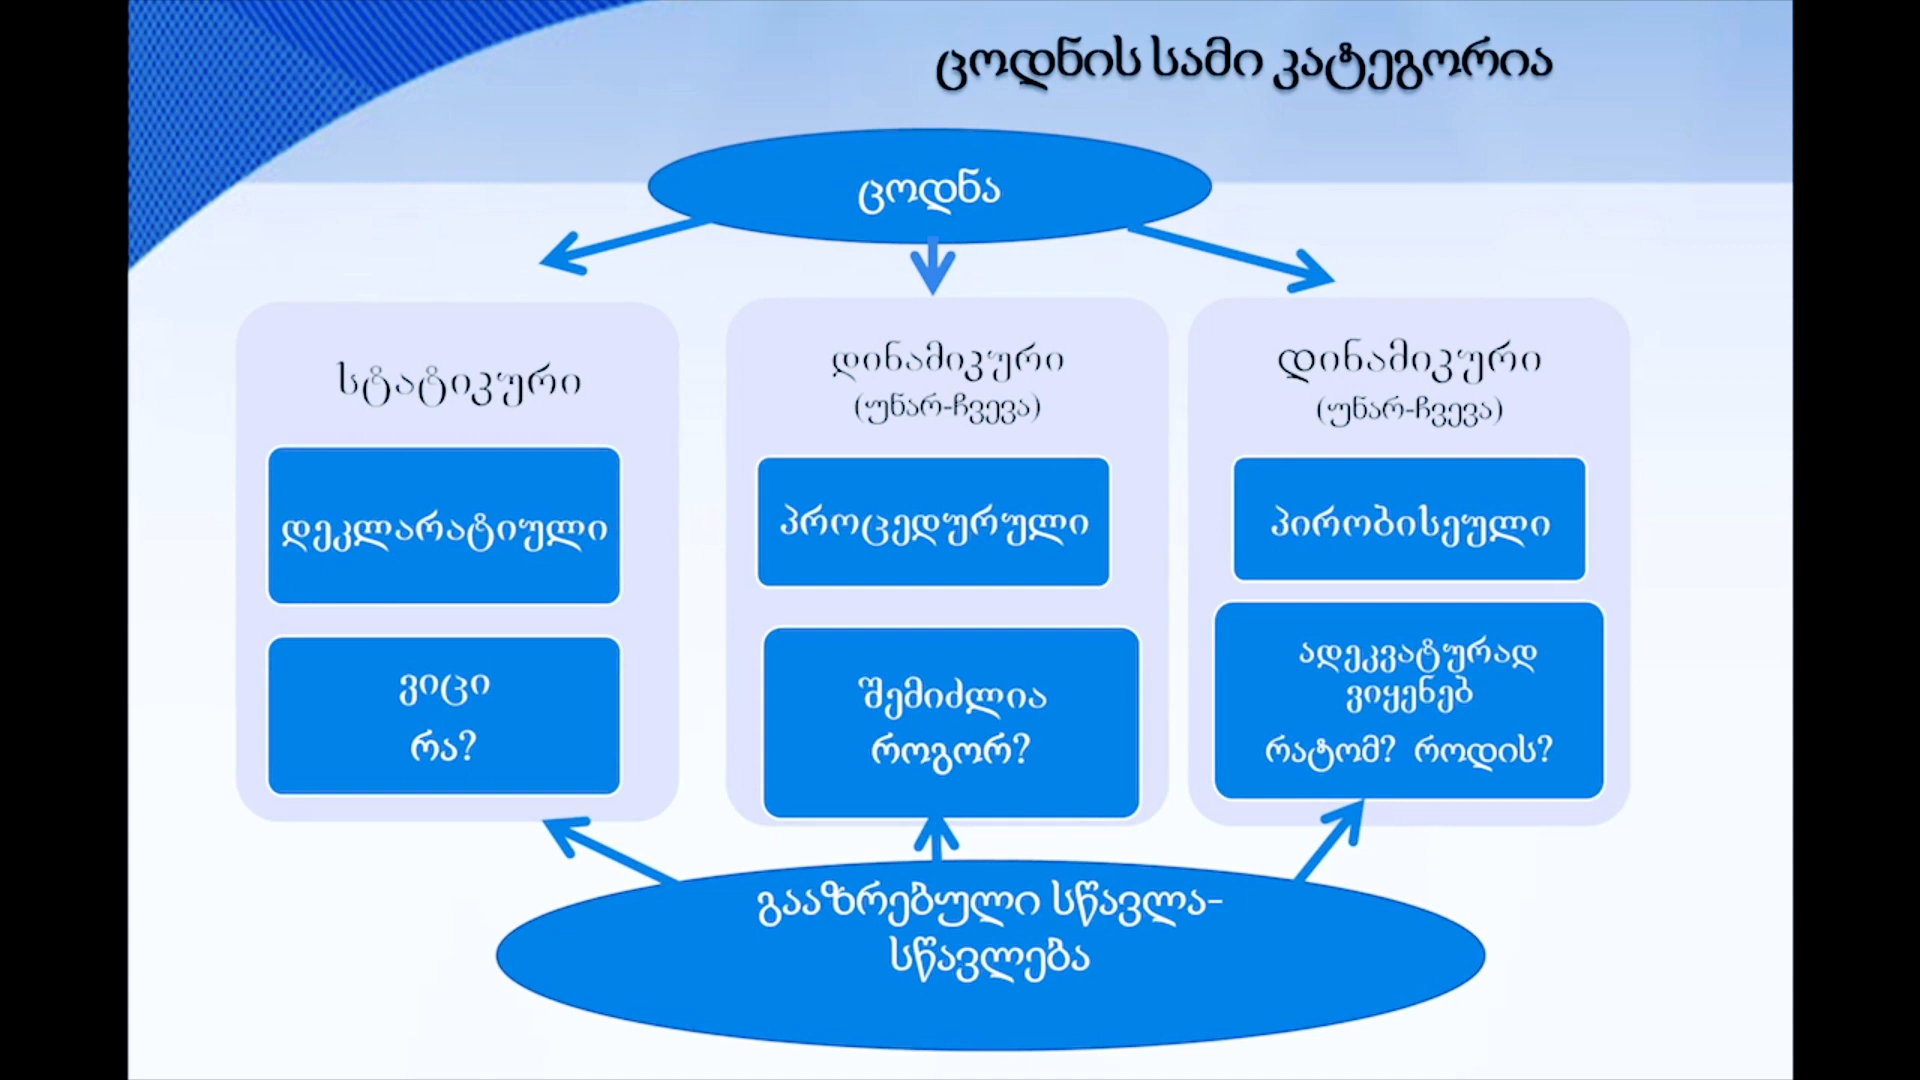 ცოდნის სამი კატეგორია
ცოდნა
სტატიკური
დეკლარატიული
ვიცი
რა?
დინამიკური
(უნარ-ჩვევა)
პროცედურული
შემიძლია
როგორ?
დინამიკური
(უნარ-ჩვევა)
პირობისეული
ადეკვატურად
ვიყენებ
რატომ? როდის?
გააზრებული სწავლა-
სწავლება